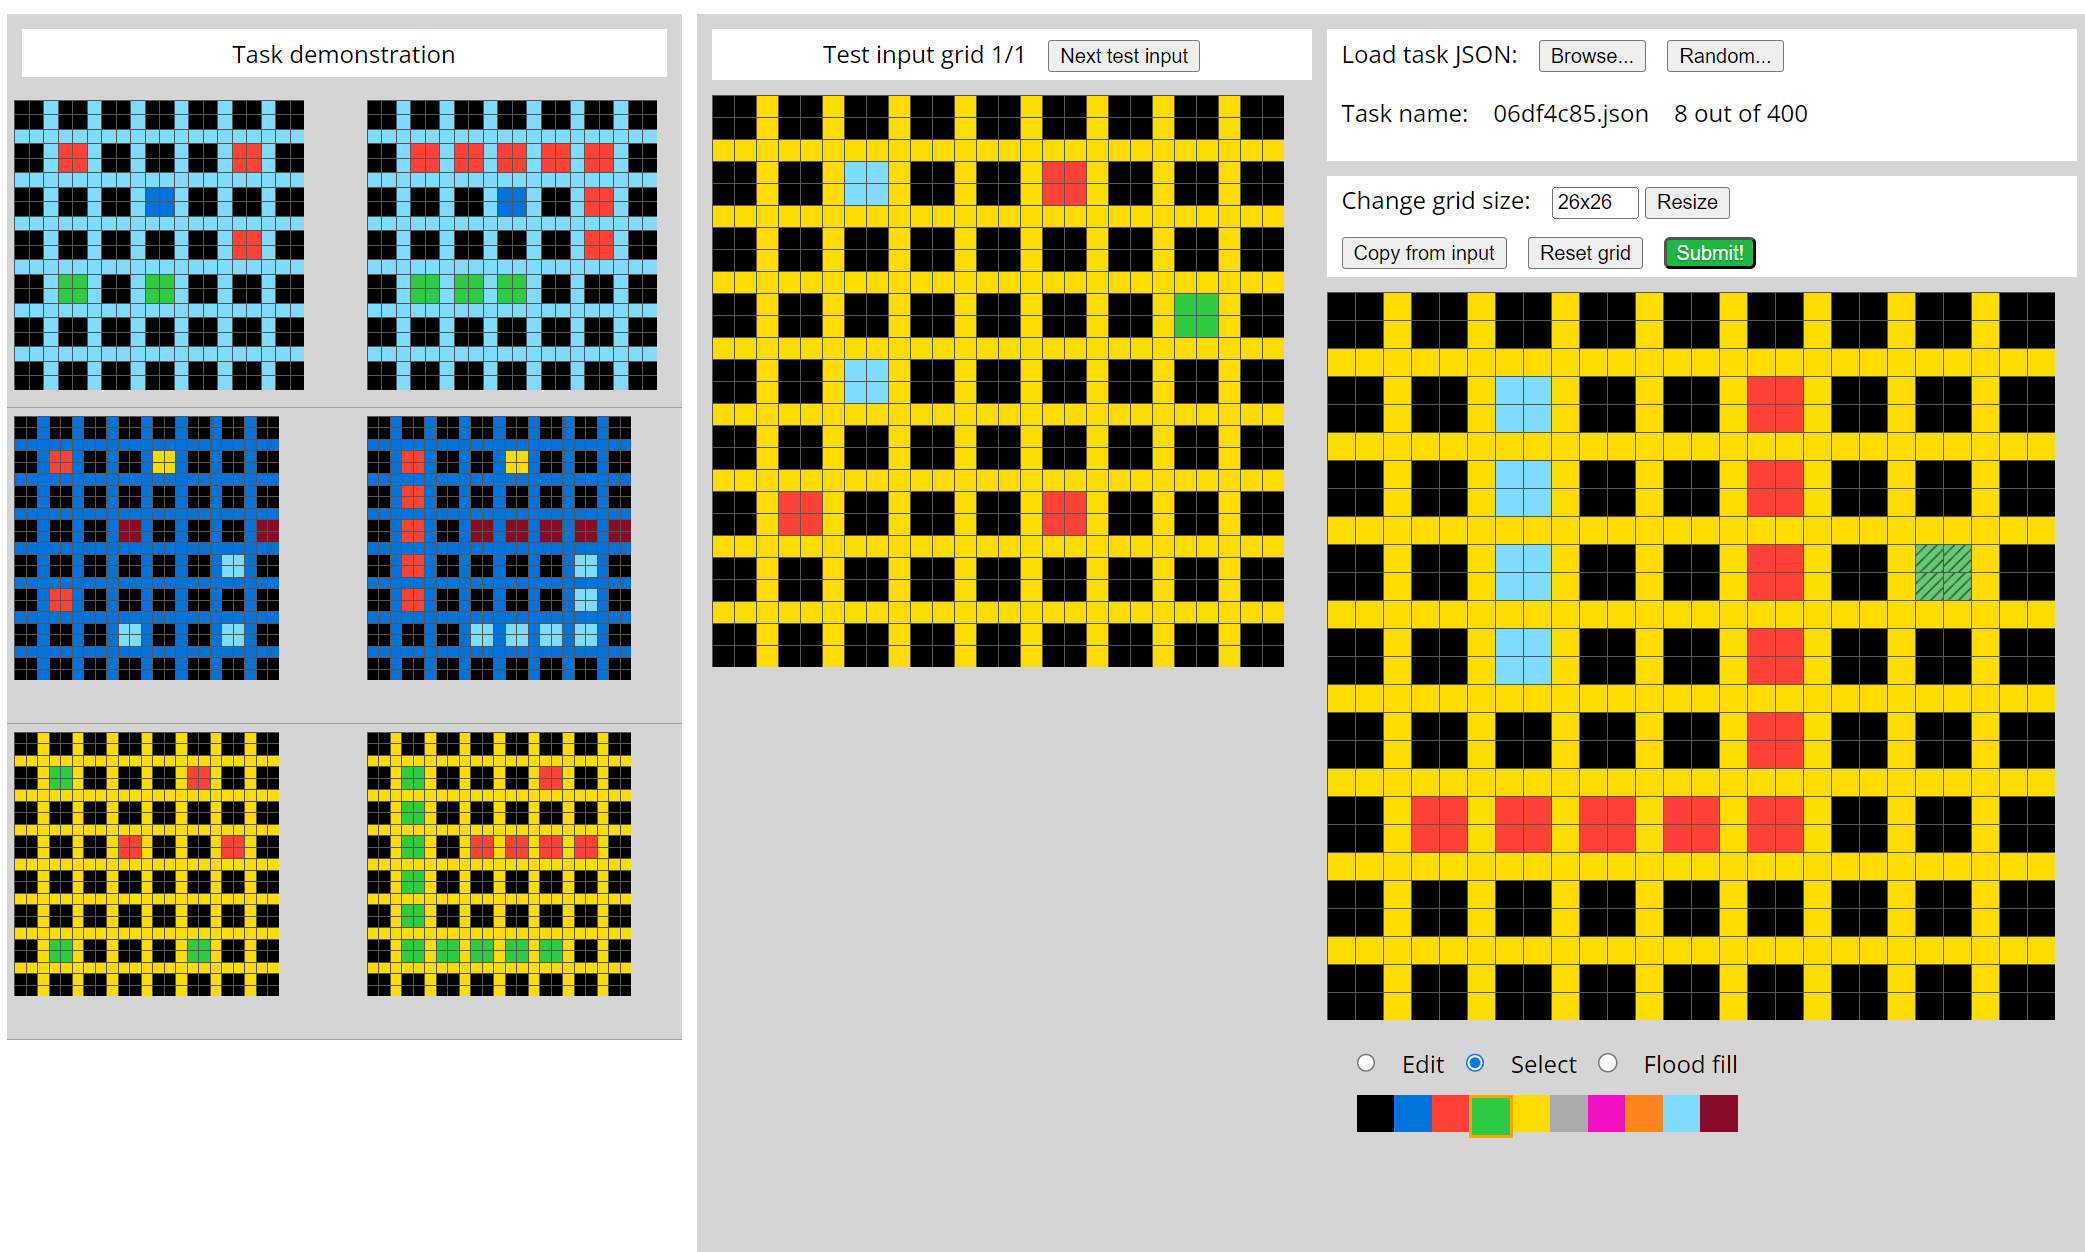 Task demonstration
Test input grid 1/1 Next test input
Load task JSON: Browse... Random...
Task name: 06df4c85.json 8 out of 400
Change grid size: 26x26 Resize
Copy from input Reset grid Submit!
Edit Select Flood fill